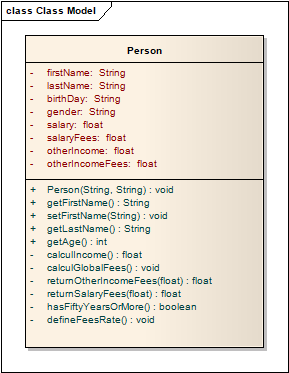 class Class Model
Person
- firstName: String
- lastName: String
- birthDay: String
- gender: String
- salary: float
- salaryFees: float
- otherIncome: float
- otherIncomeFees: float
+ Person(String, String) : void
+ getFirstName() : String
+ setFirstName(String) : void
+ getLastName() : String
+ getAge() : int
- calculIncome() : float
- calculGlobalFees() : void
- returnOtherIncomeFees(float) : float
- returnSalaryFees(float) : float
- hasFiftyYearsOrMore() : boolean
- defineFeesRate() : void